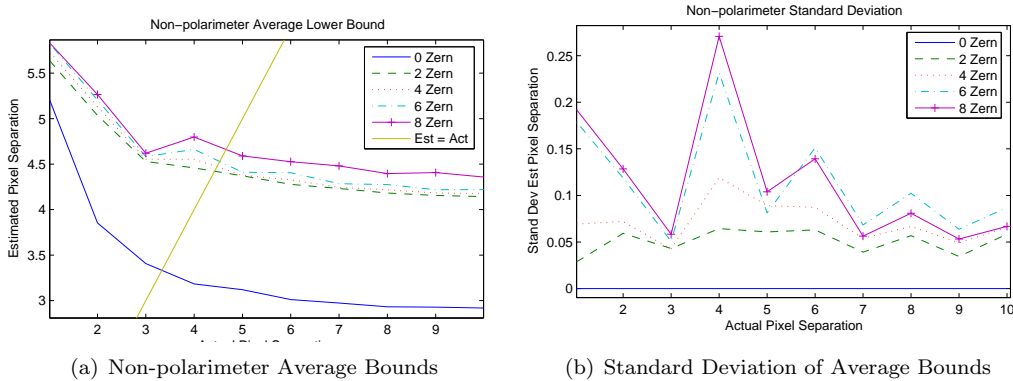 Non-polarimeter Average Lower Bound
Estimated Pixel Separation
5.5
5
4.5
4
3.5
3
2 3 4 5 6 7 8 9
0 Zern
2 Zern
4 Zern
6 Zern
8 Zern
Est = Act
Actual Pixel Separation
(a) Non-polarimeter Average Bounds
Non-polarimeter Standard Deviation
Stand Dev Est Pixel Separation
0.25
0.2
0.15
0.1
0.05
0
2 3 4 5 6 7 8 9 10
0 Zern
2 Zern
4 Zern
6 Zern
8 Zern
Actual Pixel Separation
(b) Standard Deviation of Average Bounds